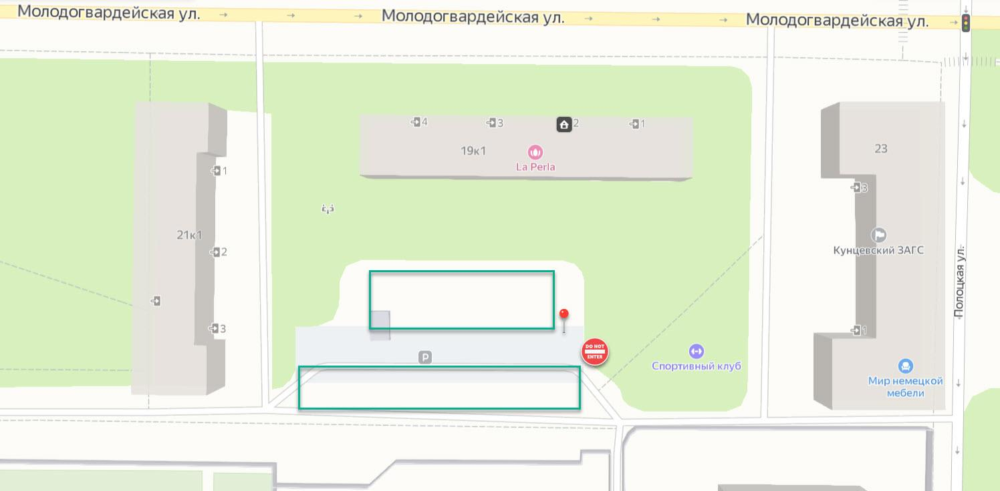 Молодогвардейская ул.
Молодогвардейская ул.
Молодогвардейская ул.
4
3
2
1
19к1
La Perla
23
1
3
21к1
2
Кунцевский ЗАГС
Полоцкая ул.
3
1
P
DO NOT
ENTER
Спортивный клуб
Мир немецкой
мебели